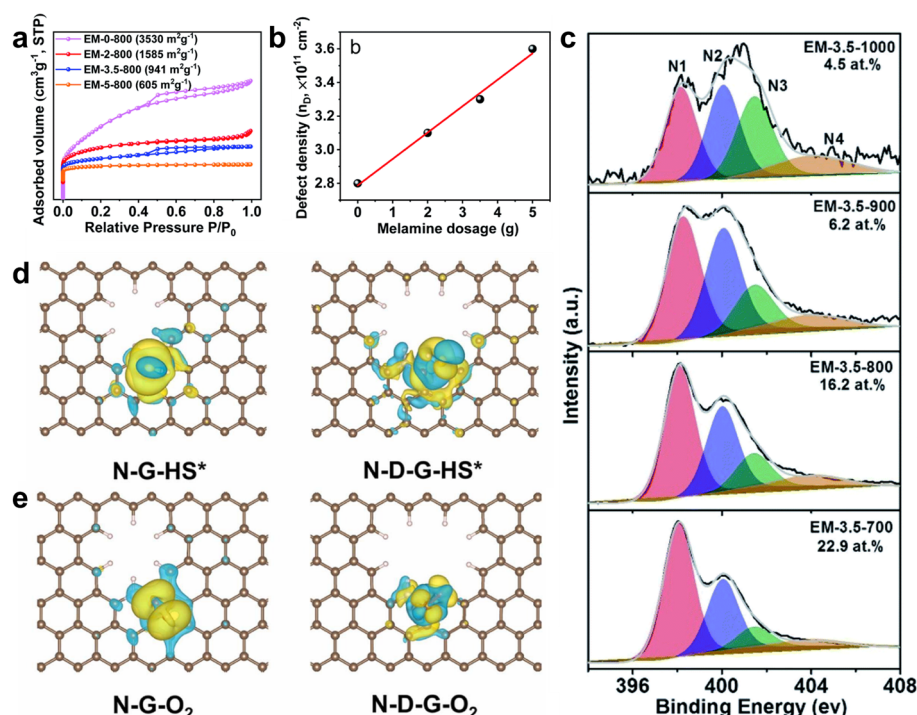 a
EM-0-800 (3530 m²g⁻¹)
EM-2-800 (1585 m²g⁻¹)
EM-3.5-800 (941 m²g⁻¹)
EM-5-800 (605 m²g⁻¹)
Adsorbed volume (cm³g⁻¹, STP)
0.0 0.2 0.4 0.6 0.8 1.0
Relative Pressure P/P₀
b
b
Defect density (n_D, ×10¹¹ cm⁻²)
3.6
3.4
3.2
3.0
2.8
0 1 2 3 4 5
Melamine dosage (g)
c
EM-3.5-1000
4.5 at.%
N1 N2 N3 N4
EM-3.5-900
6.2 at.%
EM-3.5-800
16.2 at.%
EM-3.5-700
22.9 at.%
Intensity (a.u.)
396 400 404 408
Binding Energy (ev)
d
N-G-HS* N-D-G-HS*
e
N-G-O₂ N-D-G-O₂